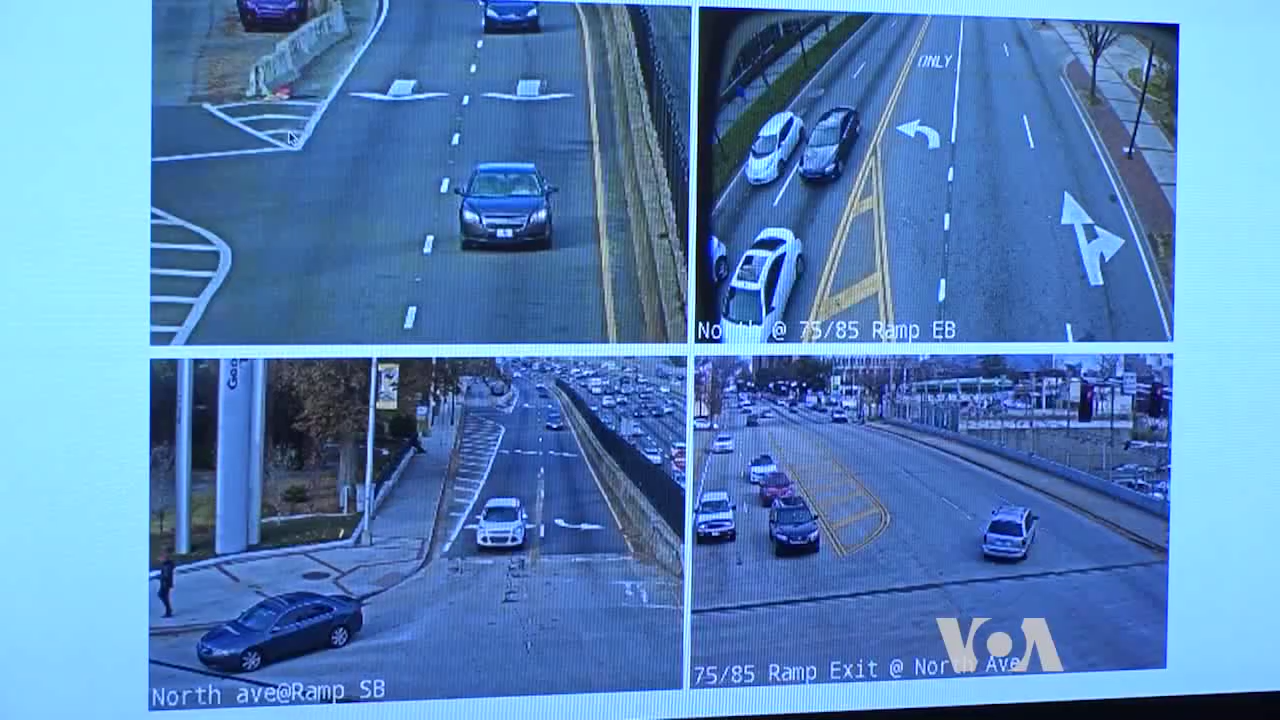 ONLY
North @ 75/85 Ramp EB
North ave@Ramp SB
75/85 Ramp Exit @ North Ave
VOA